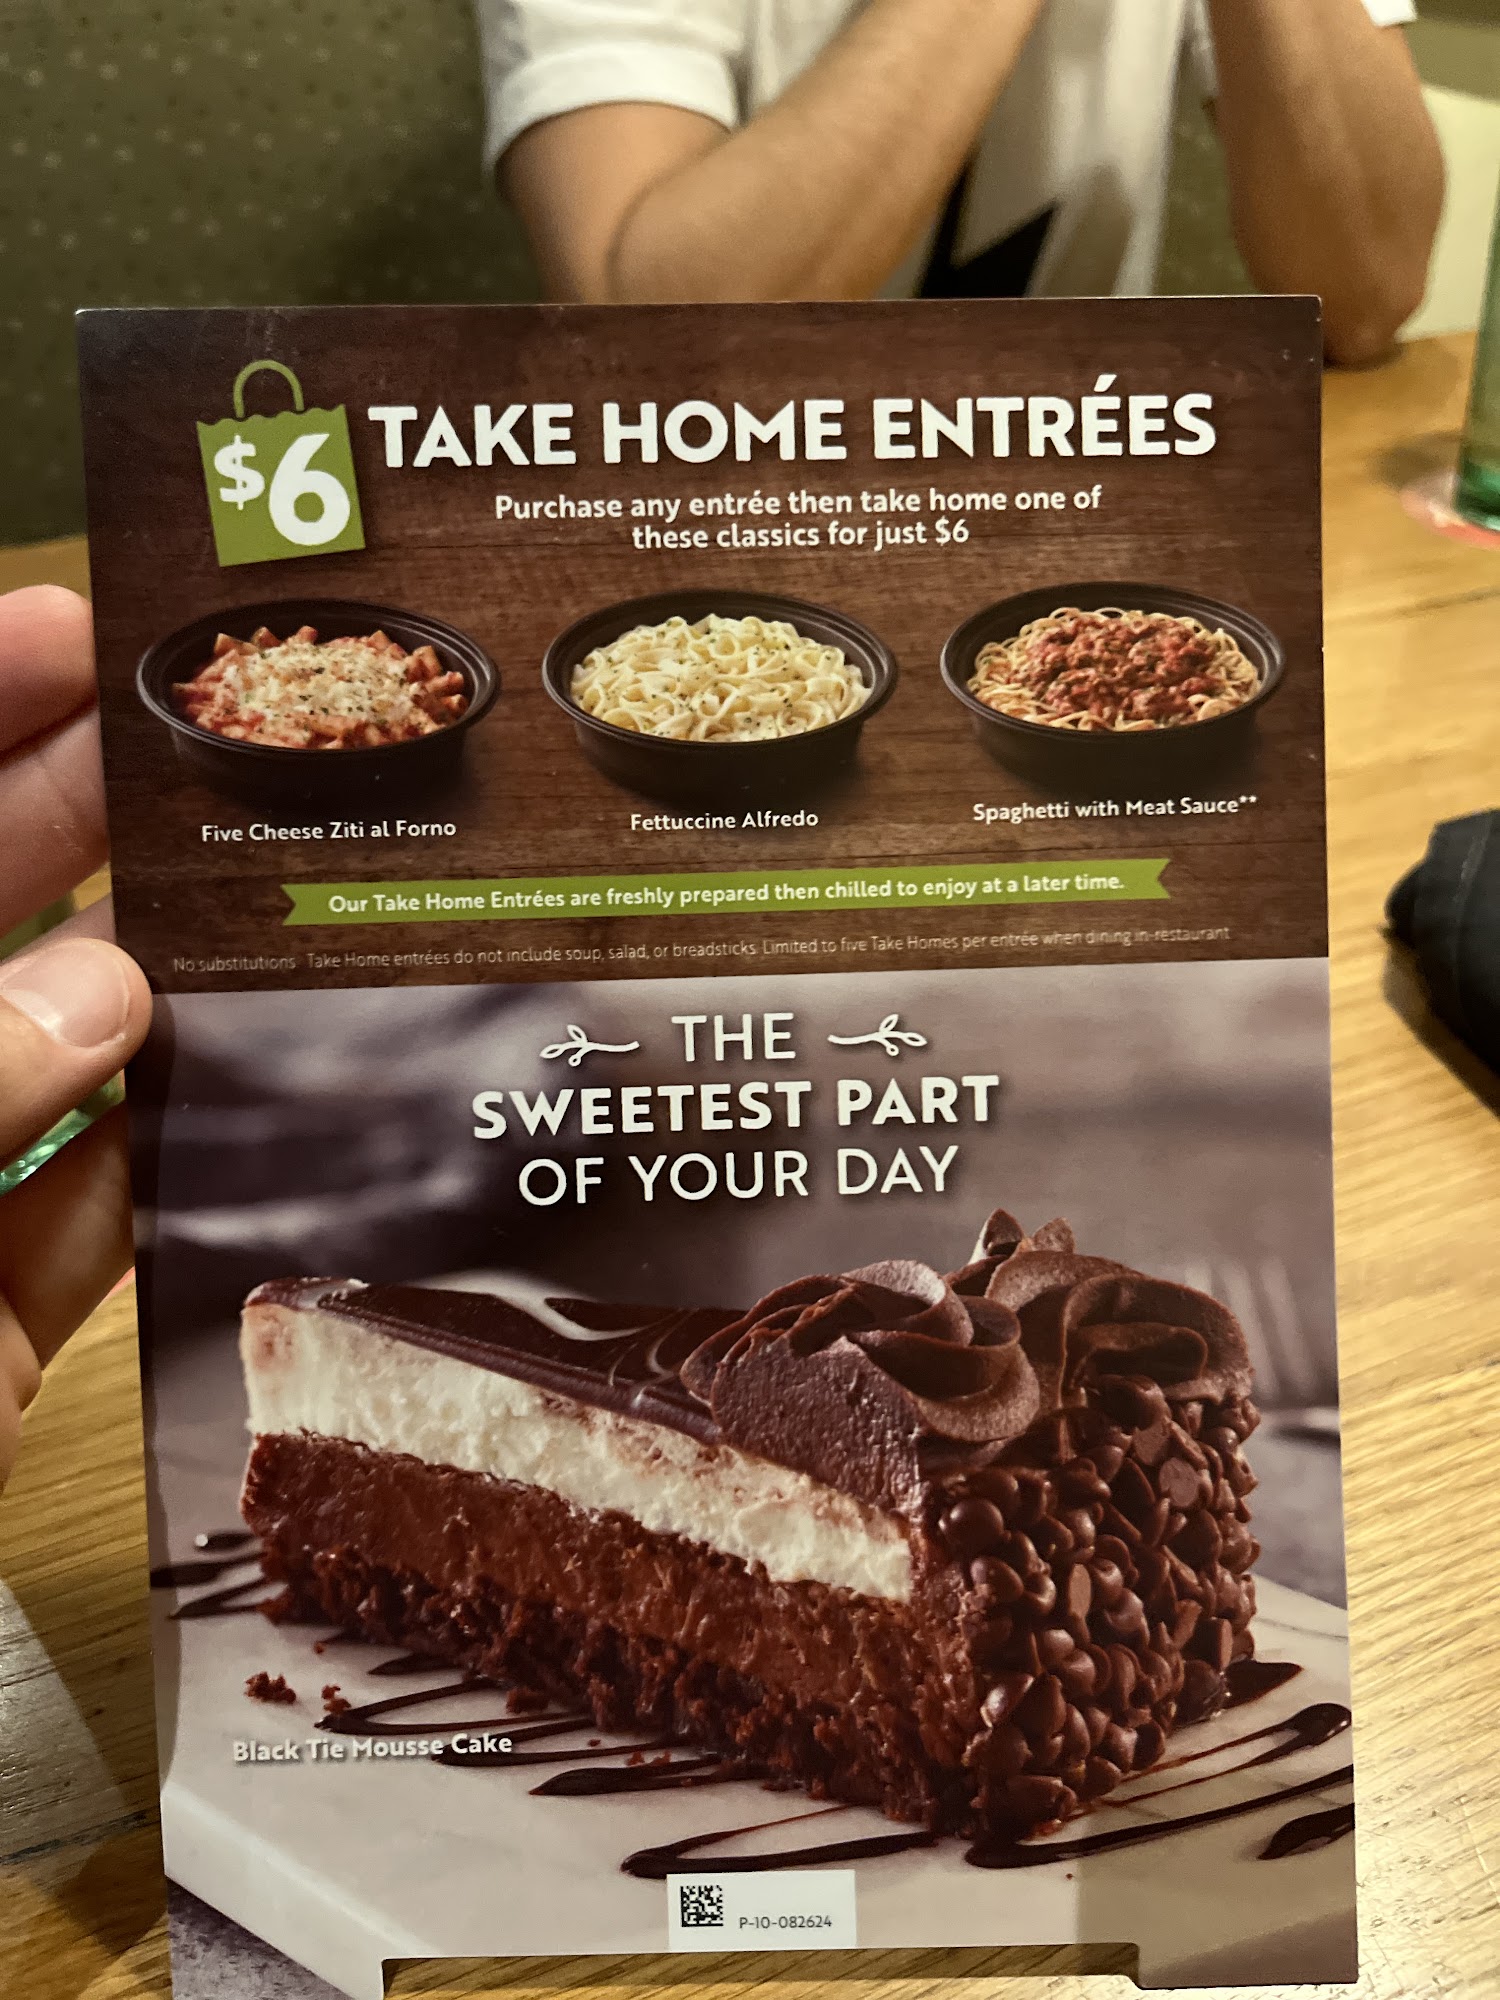 $6
TAKE HOME ENTRÉES
Purchase any entrée then take home one of
these classics for just $6
Five Cheese Ziti al Forno
Fettuccine Alfredo
Spaghetti with Meat Sauce**
Our Take Home Entrées are freshly prepared then chilled to enjoy at a later time.
No substitutions. Take Home entrées do not include soup, salad, or breadsticks. Limited to five Take Homes per entrée when dining in-restaurant
THE
SWEETEST PART
OF YOUR DAY
Black Tie Mousse Cake
P-10-082624